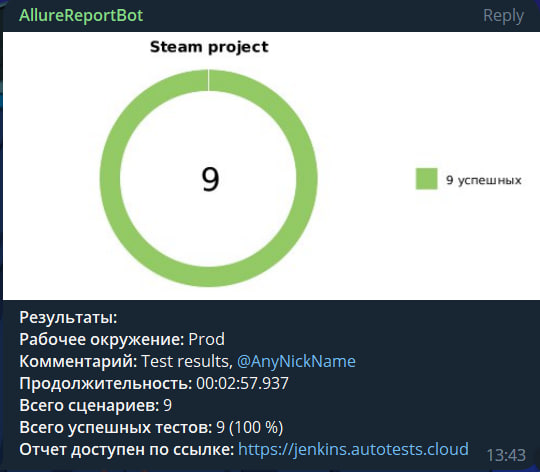 AllureReportBot Reply
Steam project
9
9 успешных
Результаты:
Рабочее окружение: Prod
Комментарий: Test results, @AnyNickName
Продолжительность: 00:02:57.937
Всего сценариев: 9
Всего успешных тестов: 9 (100 %)
Отчет доступен по ссылке: https://jenkins.autotests.cloud
13:43